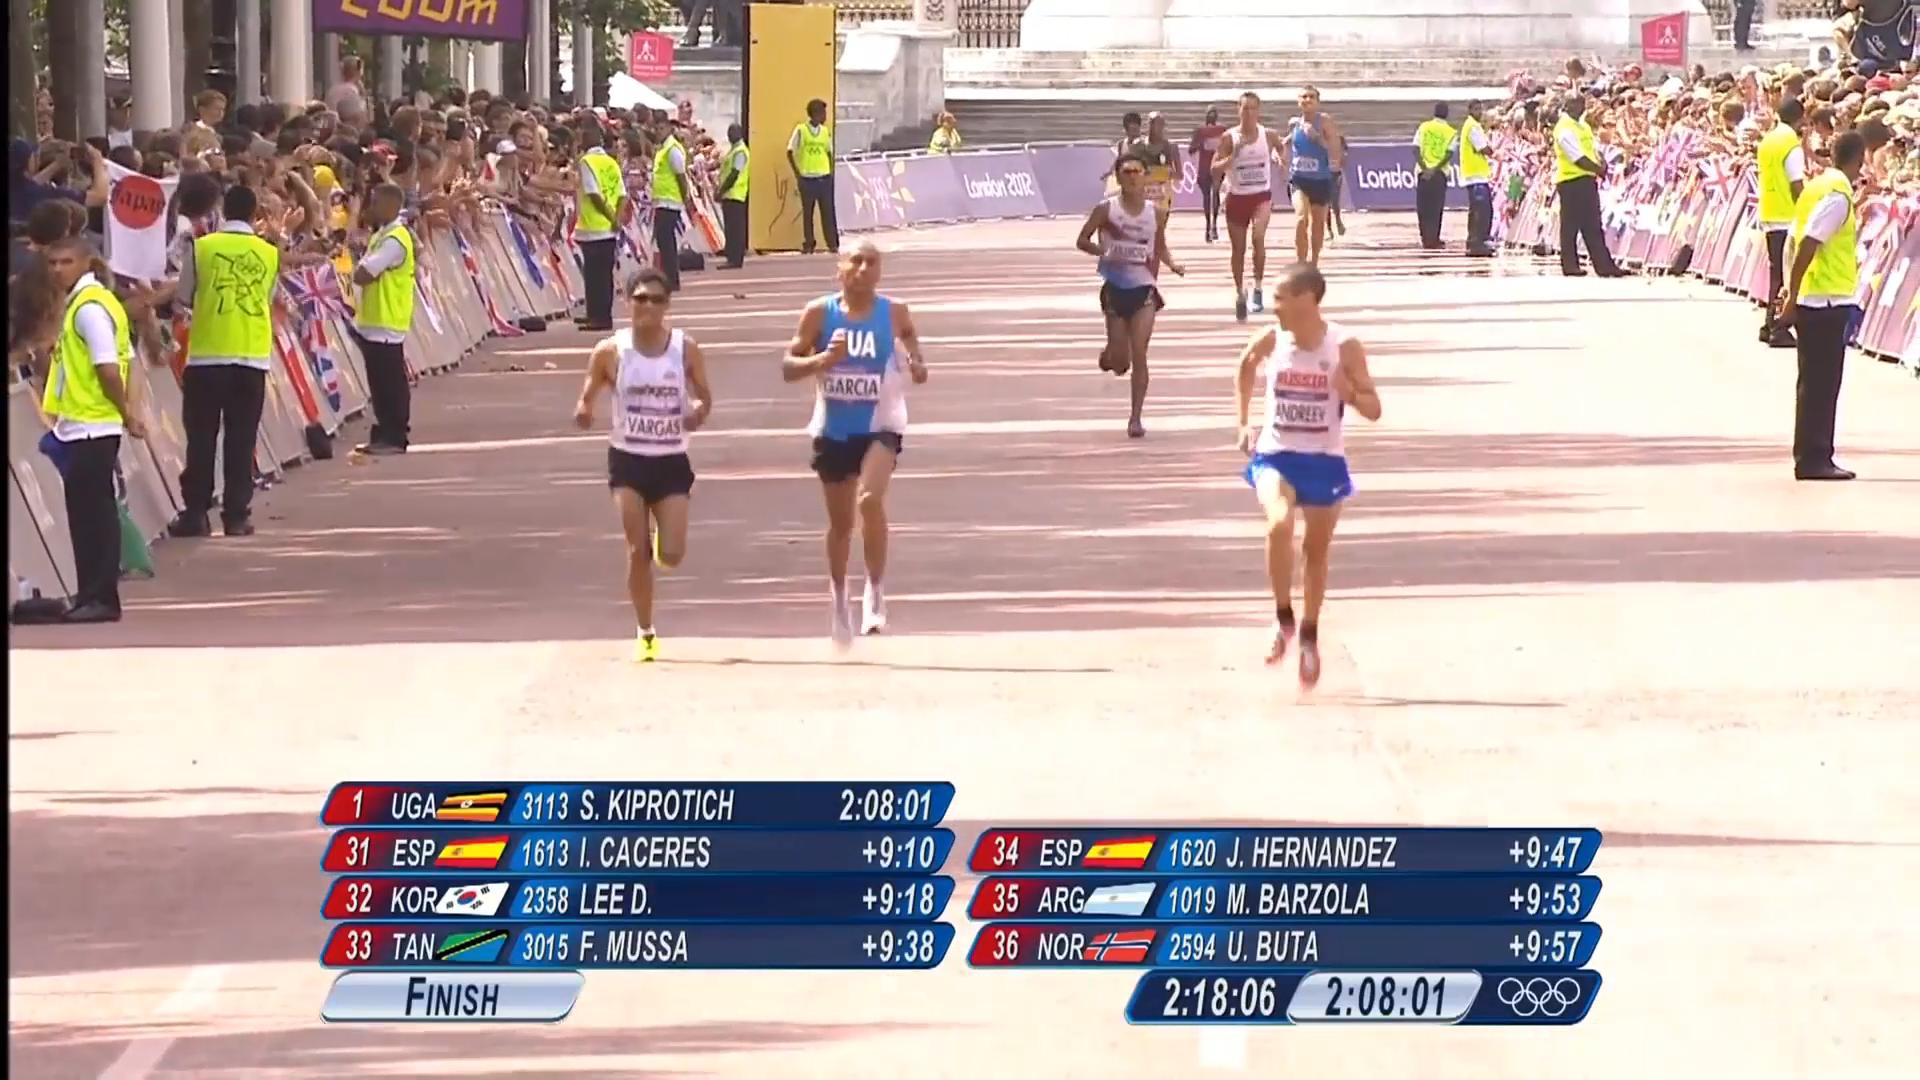 200m
Japan
London 2012
London
UA
GARCIA
VARGAS
RUSSIA
ANDREEV
1 UGA 3113 S. KIPROTICH 2:08:01
31 ESP 1613 I. CACERES +9:10
32 KOR 2358 LEE D. +9:18
33 TAN 3015 F. MUSSA +9:38
34 ESP 1620 J. HERNANDEZ +9:47
35 ARG 1019 M. BARZOLA +9:53
36 NOR 2594 U. BUTA +9:57
FINISH
2:18:06 2:08:01